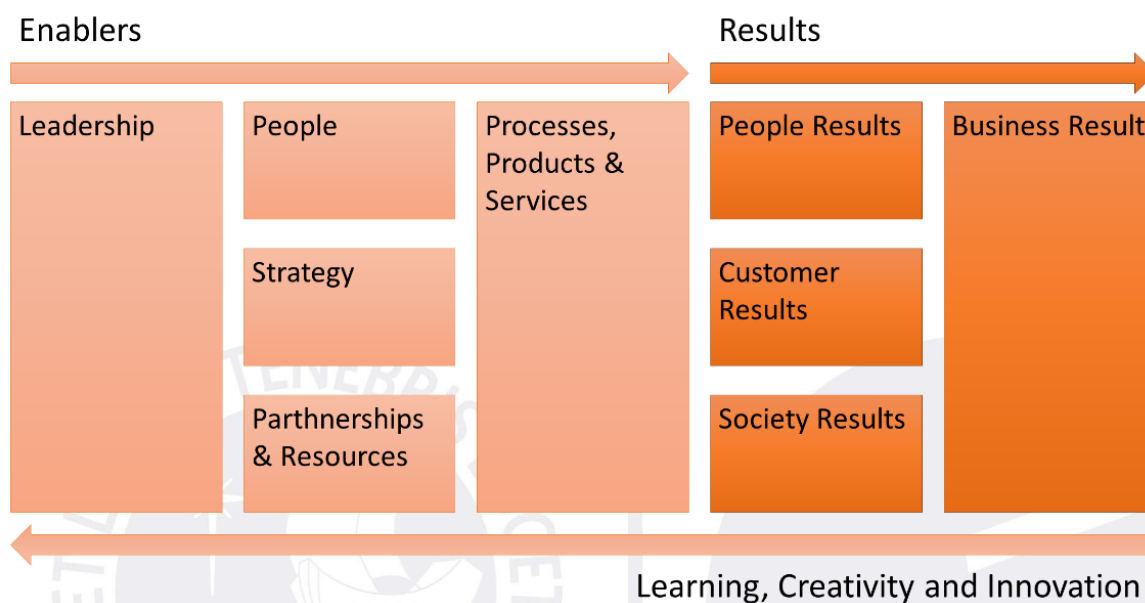 Enablers
Results
Leadership
People
Processes,
Products &
Services
People Results
Business Result
Strategy
Customer
Results
Parthnerships
& Resources
Society Results
Learning, Creativity and Innovation
TENEBRIS